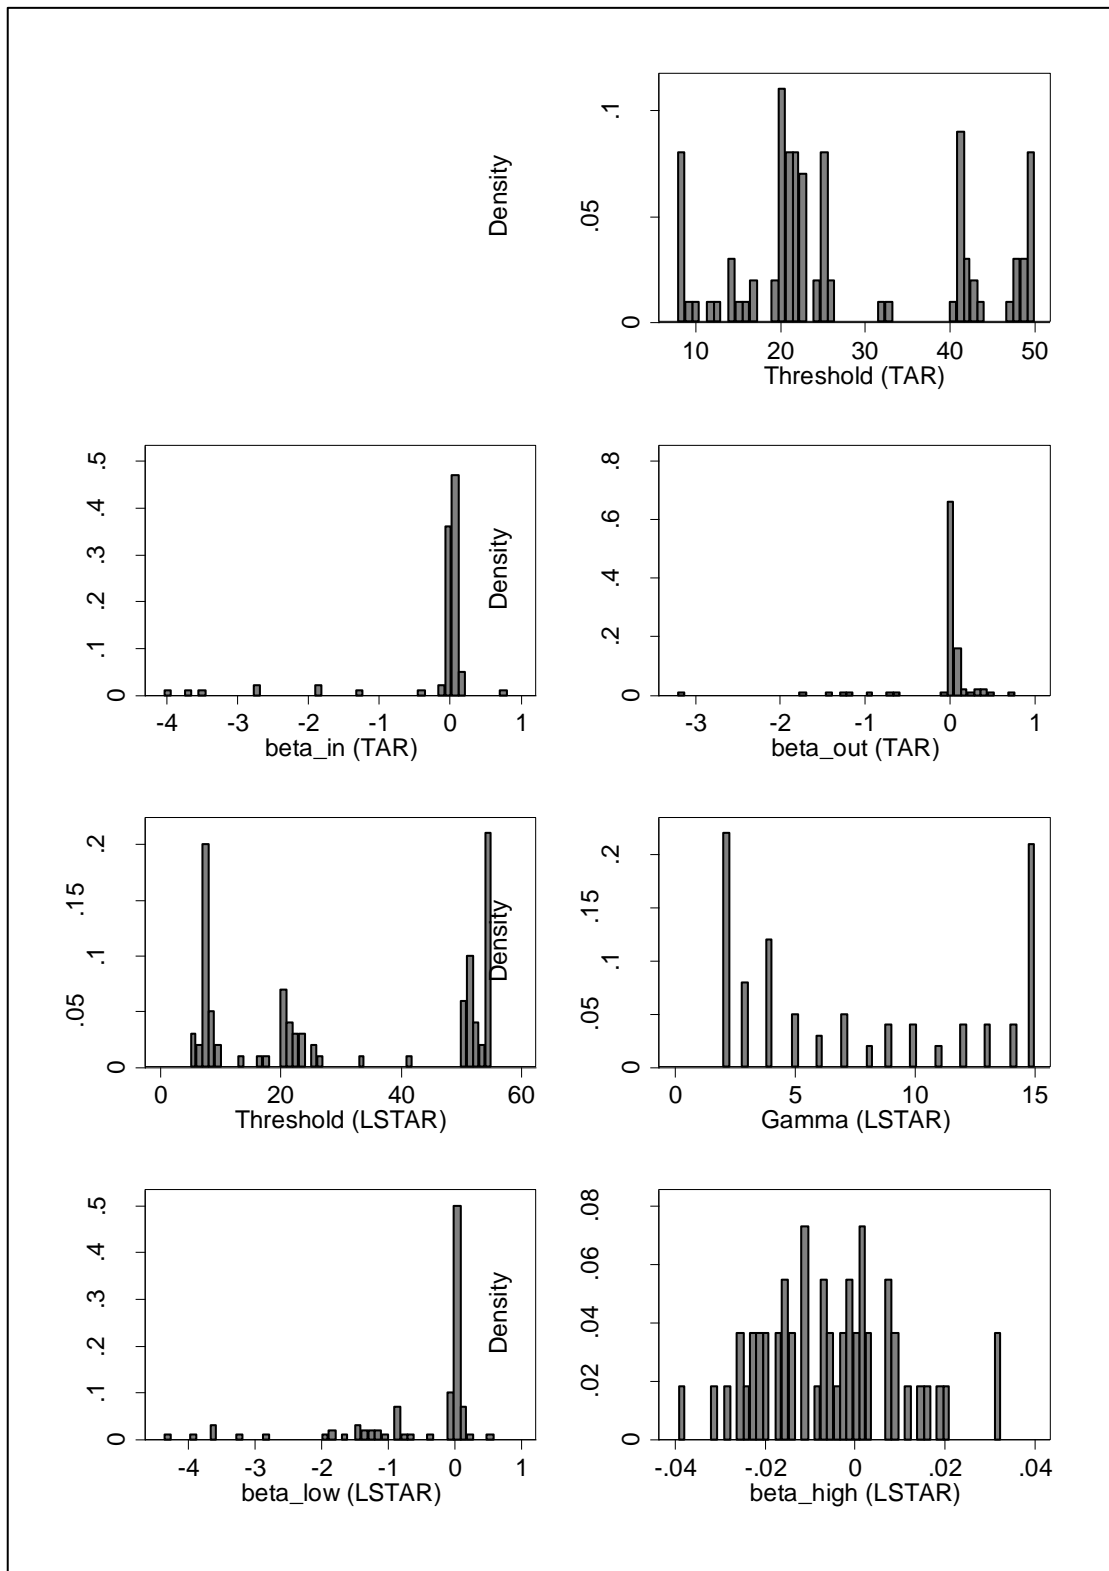 Density
.1
.05
0
10 20 30 40 50
Threshold (TAR)
.5
.4
.3
.2
.1
0
-4 -3 -2 -1 0 1
beta_in (TAR)
Density
.8
.6
.4
.2
0
-3 -2 -1 0 1
beta_out (TAR)
.2
.15
.1
.05
0
0 20 40 60
Threshold (LSTAR)
Density
.2
.15
.1
.05
0
0 5 10 15
Gamma (LSTAR)
.5
.4
.3
.2
.1
0
-4 -3 -2 -1 0 1
beta_low (LSTAR)
Density
.08
.06
.04
.02
0
-.04 -.02 0 .02 .04
beta_high (LSTAR)